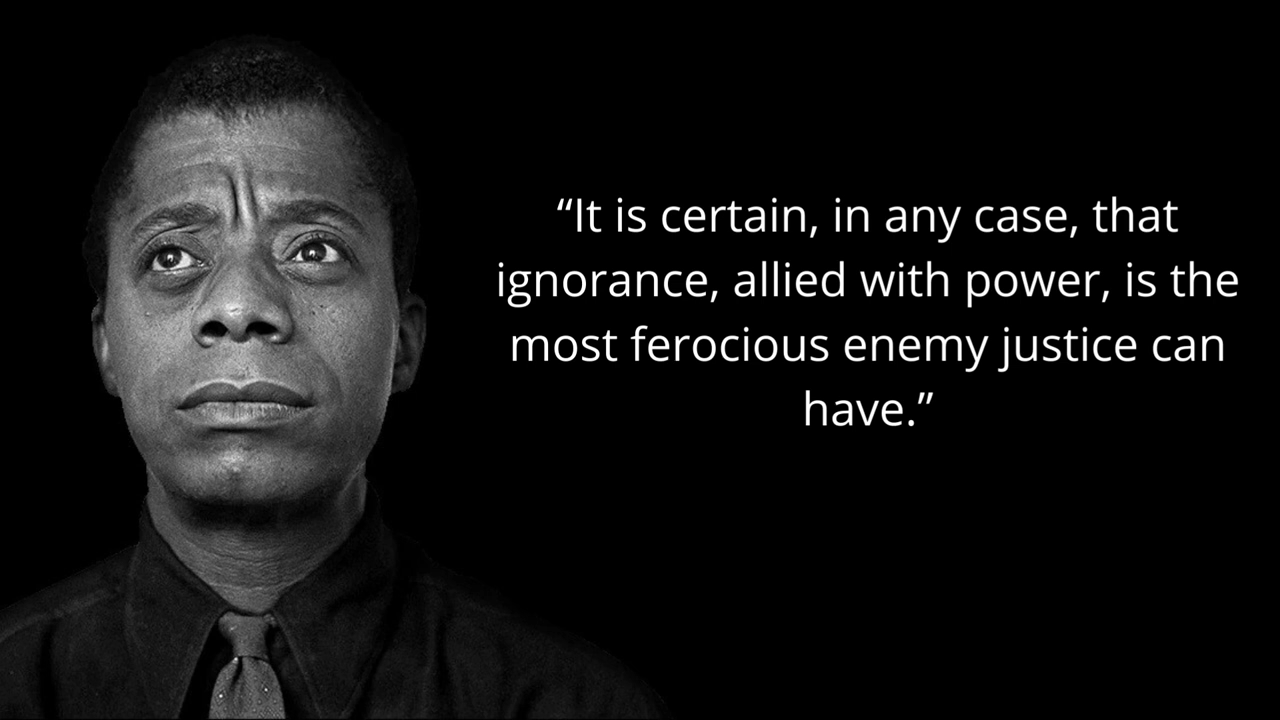 “It is certain, in any case, that
ignorance, allied with power, is the
most ferocious enemy justice can
have.”